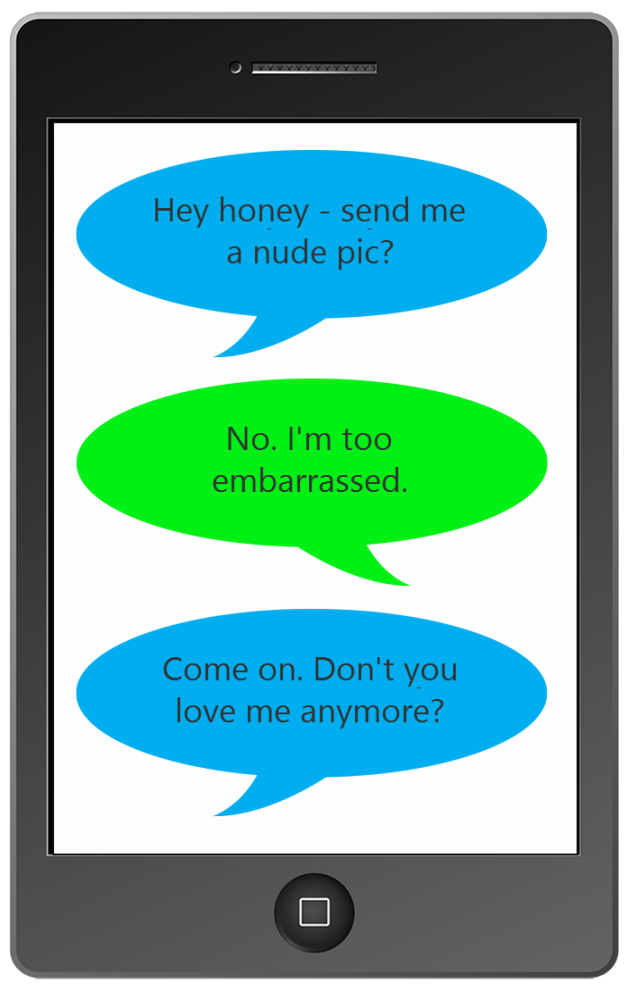 Hey honey - send me
a nude pic?
No. I'm too
embarrassed.
Come on. Don't you
love me anymore?